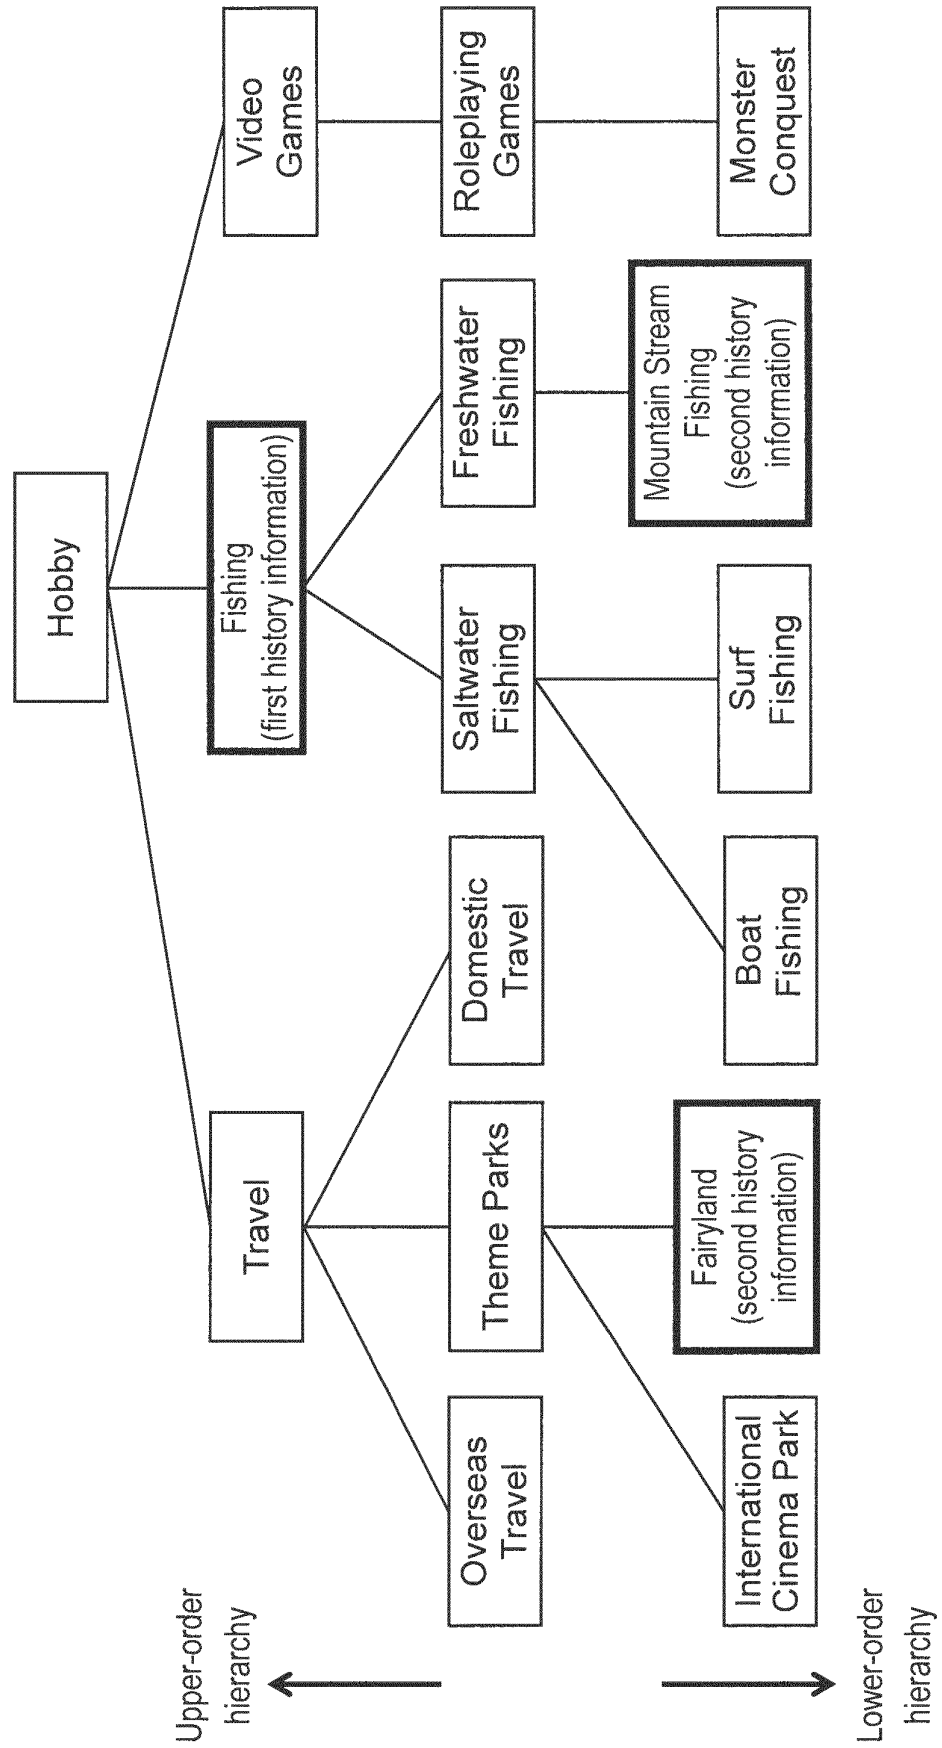 Upper-order
hierarchy
Hobby
Travel
Fishing
(first history information)
Video
Games
Overseas
Travel
Theme Parks
Domestic
Travel
Saltwater
Fishing
Freshwater
Fishing
Roleplaying
Games
International
Cinema Park
Fairyland
(second history
information)
Boat
Fishing
Surf
Fishing
Mountain Stream
Fishing
(second history
information)
Monster
Conquest
Lower-order
hierarchy